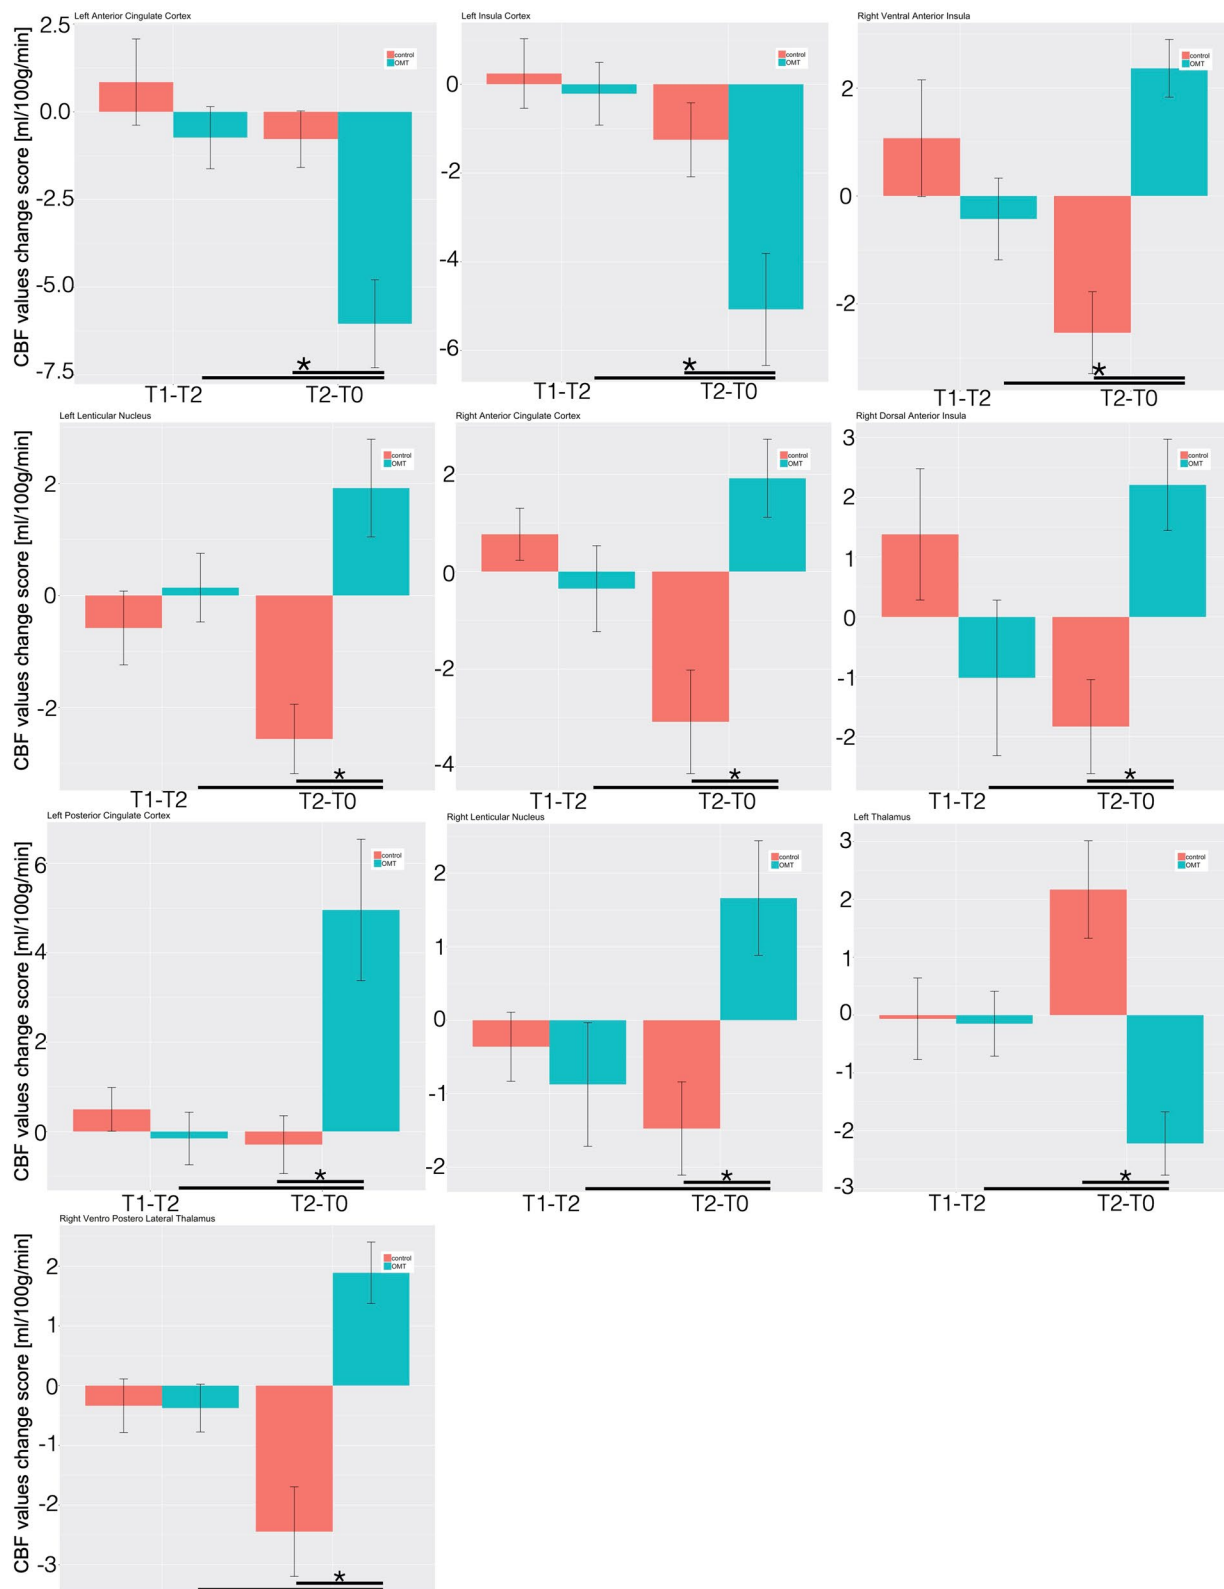 Left Anterior Cingulate Cortex
CBF values change score [ml/100g/min]
2.5
0.0
-2.5
-5.0
-7.5
control
OMT
*
T1-T2 T2-T0
Left Insula Cortex
0
-2
-4
-6
control
OMT
*
T1-T2 T2-T0
Right Ventral Anterior Insula
2
0
-2
control
OMT
*
T1-T2 T2-T0
Left Lenticular Nucleus
CBF values change score [ml/100g/min]
2
0
-2
control
OMT
*
T1-T2 T2-T0
Right Anterior Cingulate Cortex
2
0
-2
-4
control
OMT
*
T1-T2 T2-T0
Right Dorsal Anterior Insula
3
2
1
0
-1
-2
control
OMT
*
T1-T2 T2-T0
Left Posterior Cingulate Cortex
CBF values change score [ml/100g/min]
6
4
2
0
control
OMT
*
T1-T2 T2-T0
Right Lenticular Nucleus
2
1
0
-1
-2
control
OMT
*
T1-T2 T2-T0
Left Thalamus
3
2
1
0
-1
-2
-3
control
OMT
*
T1-T2 T2-T0
Right Ventro Postero Lateral Thalamus
CBF values change score [ml/100g/min]
2
1
0
-1
-2
-3
control
OMT
*